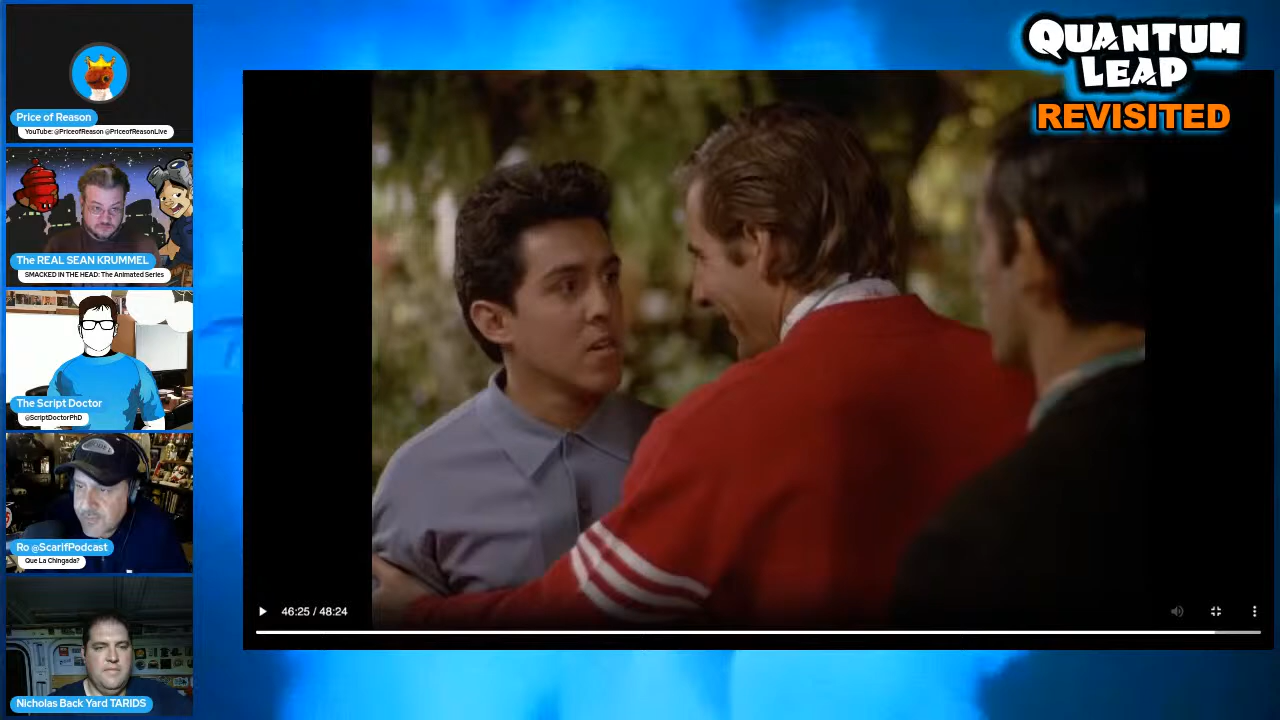 Price of Reason
YouTube: @PriceofReason @PriceofReasonLive
The REAL SEAN KRUMMEL
SMACKED IN THE HEAD: The Animated Series
The Script Doctor
@ScriptDoctorPhD
Ro @ScarifPodcast
Que La Chingada?
Nicholas Back Yard TARIDS
QUANTUM
LEAP
REVISITED
46:25 / 48:24